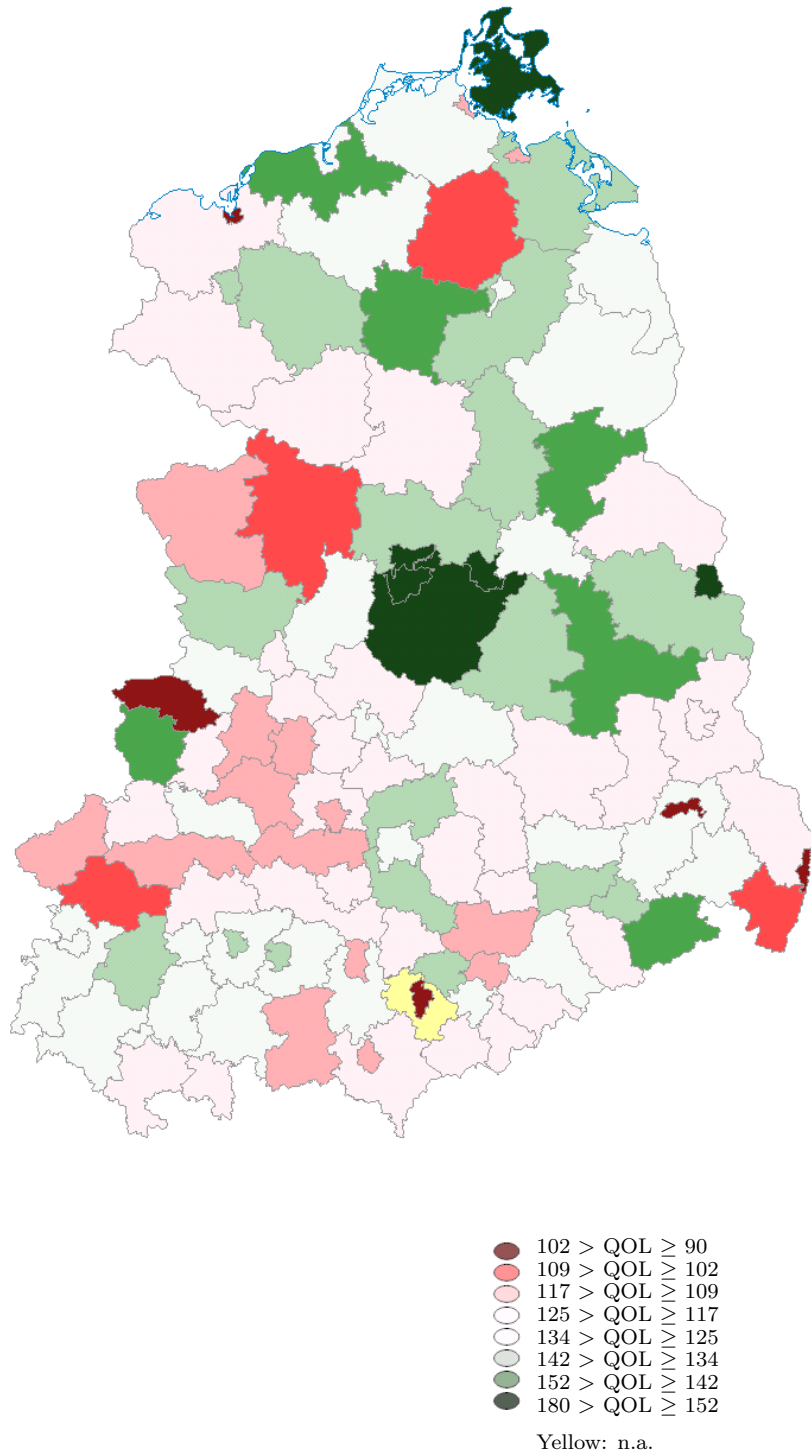 102 > QOL ≥ 90
109 > QOL ≥ 102
117 > QOL ≥ 109
125 > QOL ≥ 117
134 > QOL ≥ 125
142 > QOL ≥ 134
152 > QOL ≥ 142
180 > QOL ≥ 152
Yellow: n.a.